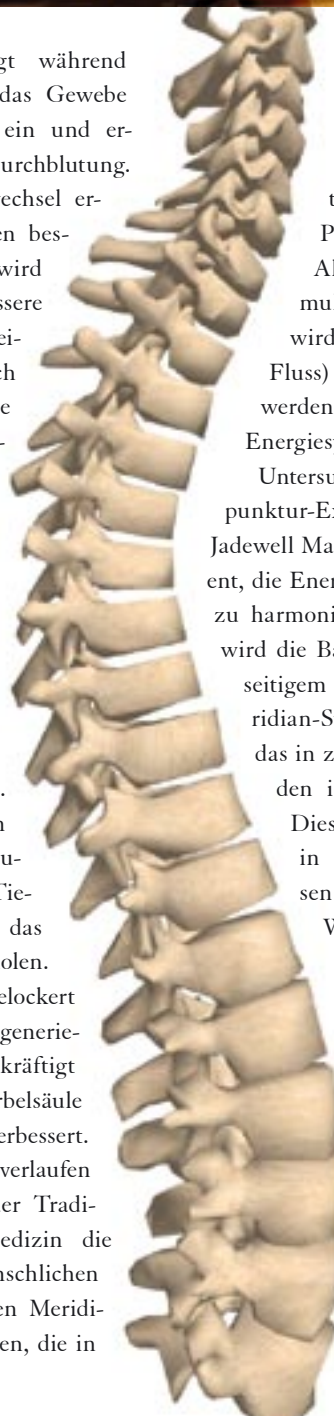 gt während
das Gewebe
ein und er-
urchblutung.
echsel er-
en bes-
wird
ssere
ei-
ch
e
-
.
n
u-
Tie-
das
olen.
elockert
generie-
kräftigt
rbelsäule
erbessert.
verlaufen
er Tradi-
edizin die
nschlichen
en Meridi-
en, die in
t
P
Al
mu
wird
Fluss)
werden
Energies
Untersu
punktur-E
Jadewell Ma
ent, die Ener
zu harmoni
wird die Ba
seitigem
ridian-S
das in z
den i
Dies
in
sen
W